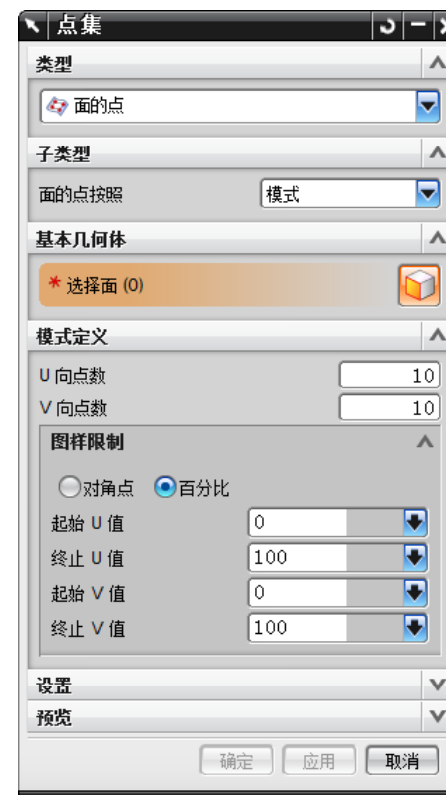 点集
类型
面的点
子类型
面的点按照 模式
基本几何体
* 选择面 (0)
模式定义
U 向点数 10
V 向点数 10
图样限制
对角点 百分比
起始 U 值 0
终止 U 值 100
起始 V 值 0
终止 V 值 100
设置
预览
确定 应用 取消